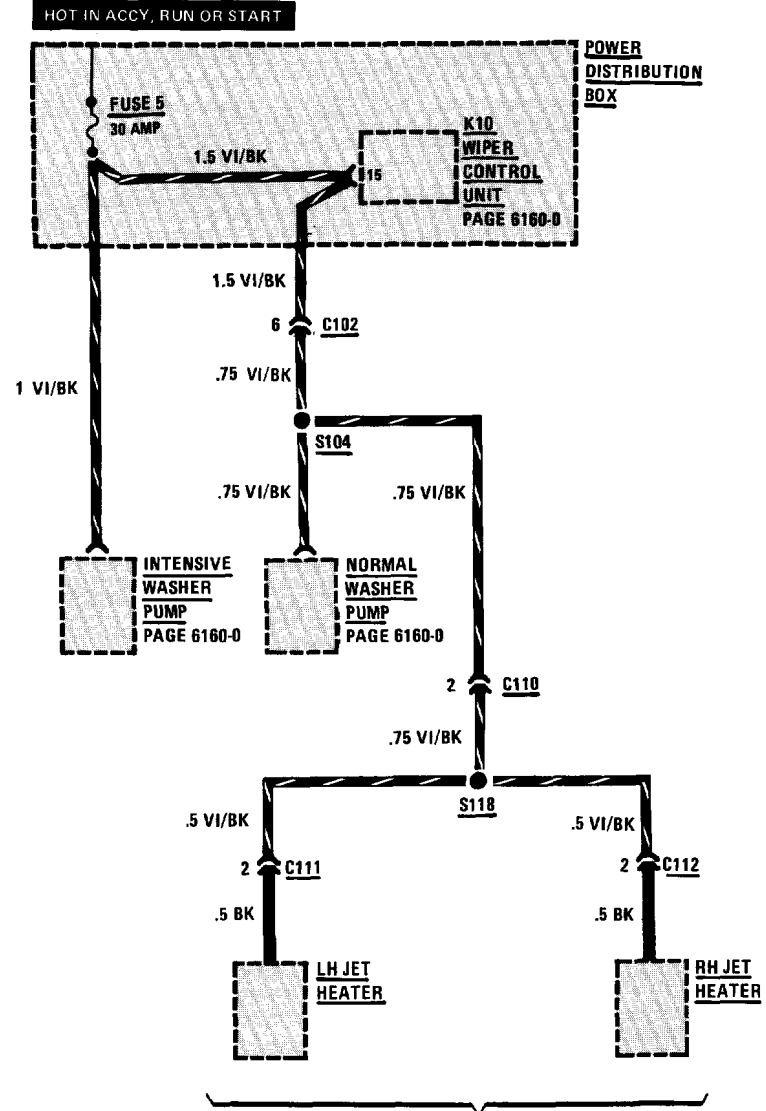 HOT IN ACCY, RUN OR START
POWER
DISTRIBUTION
BOX
FUSE 5
30 AMP
1.5 VI/BK
K10
WIPER
CONTROL
UNIT
PAGE 6160-0
15
1.5 VI/BK
6
C102
.75 VI/BK
1 VI/BK
S104
.75 VI/BK
.75 VI/BK
INTENSIVE
WASHER
PUMP
PAGE 6160-0
NORMAL
WASHER
PUMP
PAGE 6160-0
2
C110
.75 VI/BK
S118
.5 VI/BK
.5 VI/BK
2
C111
2
C112
.5 BK
.5 BK
LH JET
HEATER
RH JET
HEATER